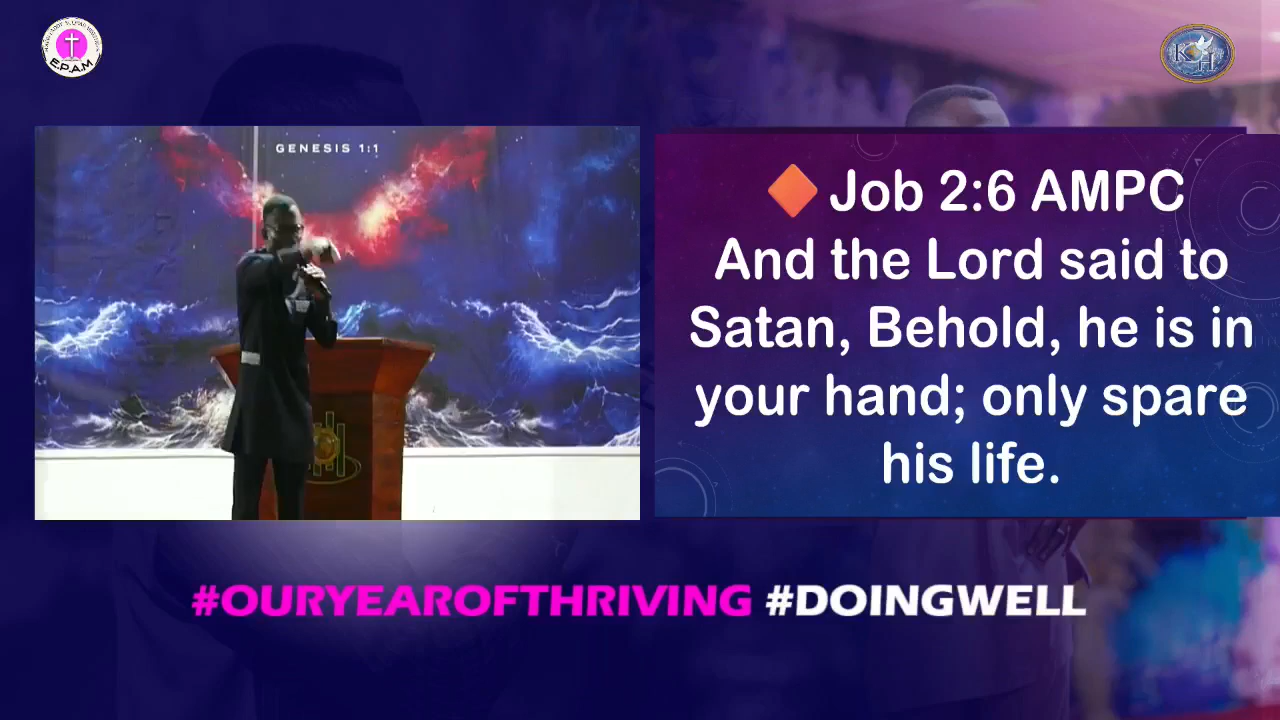 E.P.A.M
K H
GENESIS 1:1
Job 2:6 AMPC
And the Lord said to
Satan, Behold, he is in
your hand; only spare
his life.
#OURYEAROFTHRIVING #DOINGWELL